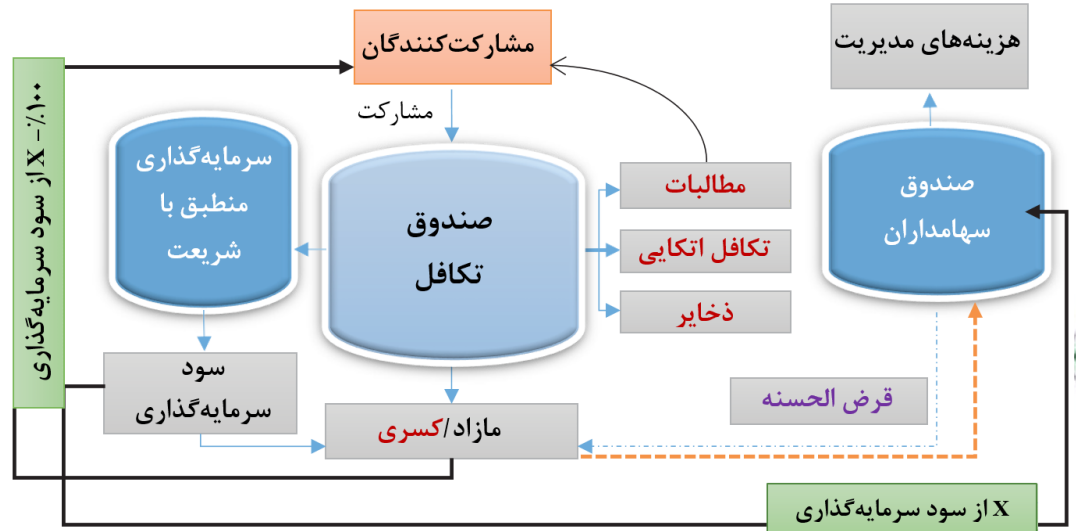 مشارکت‌کنندگان
هزینه‌های مدیریت
مشارکت
سرمایه‌گذاری
منطبق با
شریعت
صندوق
تکافل
مطالبات
تکافل اتکایی
ذخایر
صندوق
سهامداران
۱۰۰٪ - X از سود سرمایه‌گذاری
سود
سرمایه‌گذاری
مازاد/کسری
قرض الحسنه
X از سود سرمایه‌گذاری